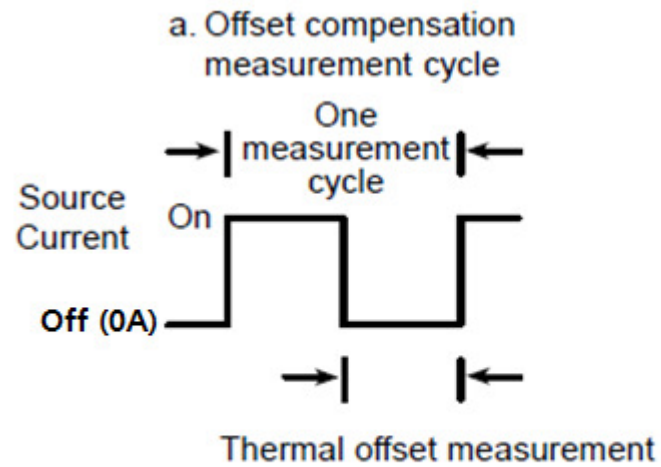 a. Offset compensation
measurement cycle
One
measurement
cycle
Source
Current
On
Off (0A)
Thermal offset measurement